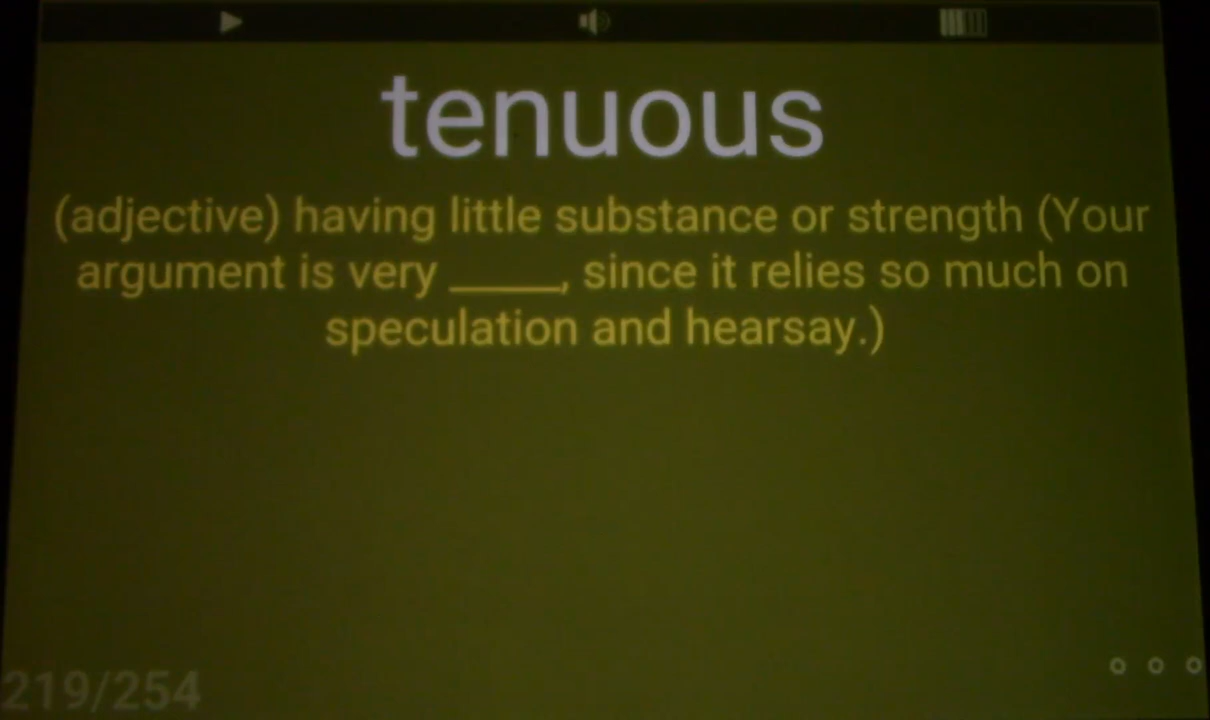 tenuous
(adjective) having little substance or strength (Your
argument is very _____, since it relies so much on
speculation and hearsay.)
219/254